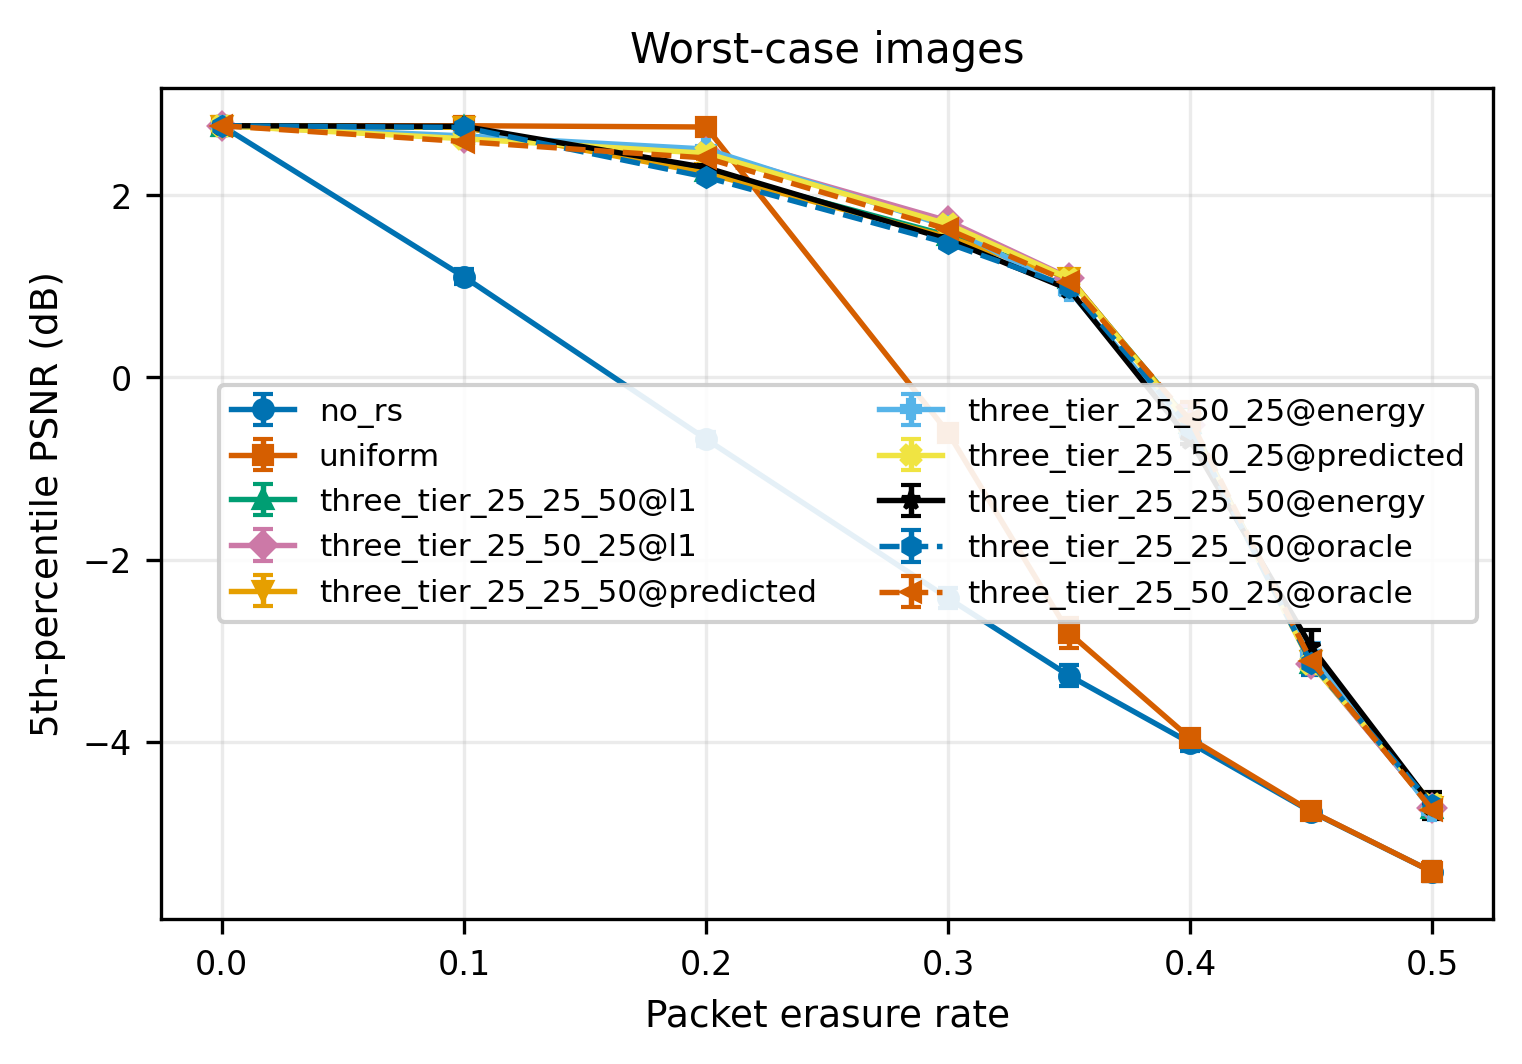 Worst-case images
5th-percentile PSNR (dB)
2
0
−2
−4
no_rs
uniform
three_tier_25_25_50@l1
three_tier_25_50_25@l1
three_tier_25_25_50@predicted
three_tier_25_50_25@energy
three_tier_25_50_25@predicted
three_tier_25_25_50@energy
three_tier_25_25_50@oracle
three_tier_25_50_25@oracle
0.0 0.1 0.2 0.3 0.4 0.5
Packet erasure rate